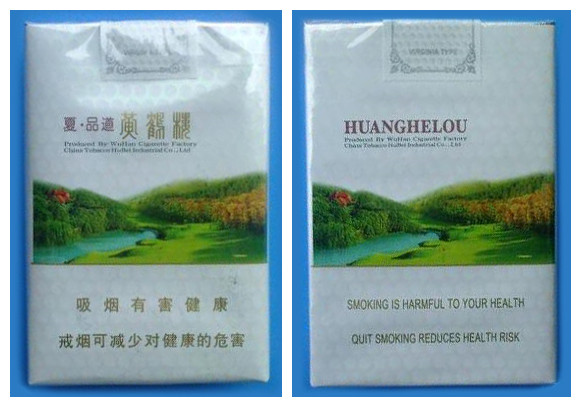 夏·品道 黄鹤楼
Produced By WuHan Cigarette Factory
China Tobacco HuBei Industrial Co.,Ltd
吸烟有害健康
戒烟可减少对健康的危害
VIRGINIA TYPE
HUANGHELOU
Produced By WuHan Cigarette Factory
China Tobacco HuBei Industrial Co.,Ltd
SMOKING IS HARMFUL TO YOUR HEALTH
QUIT SMOKING REDUCES HEALTH RISK